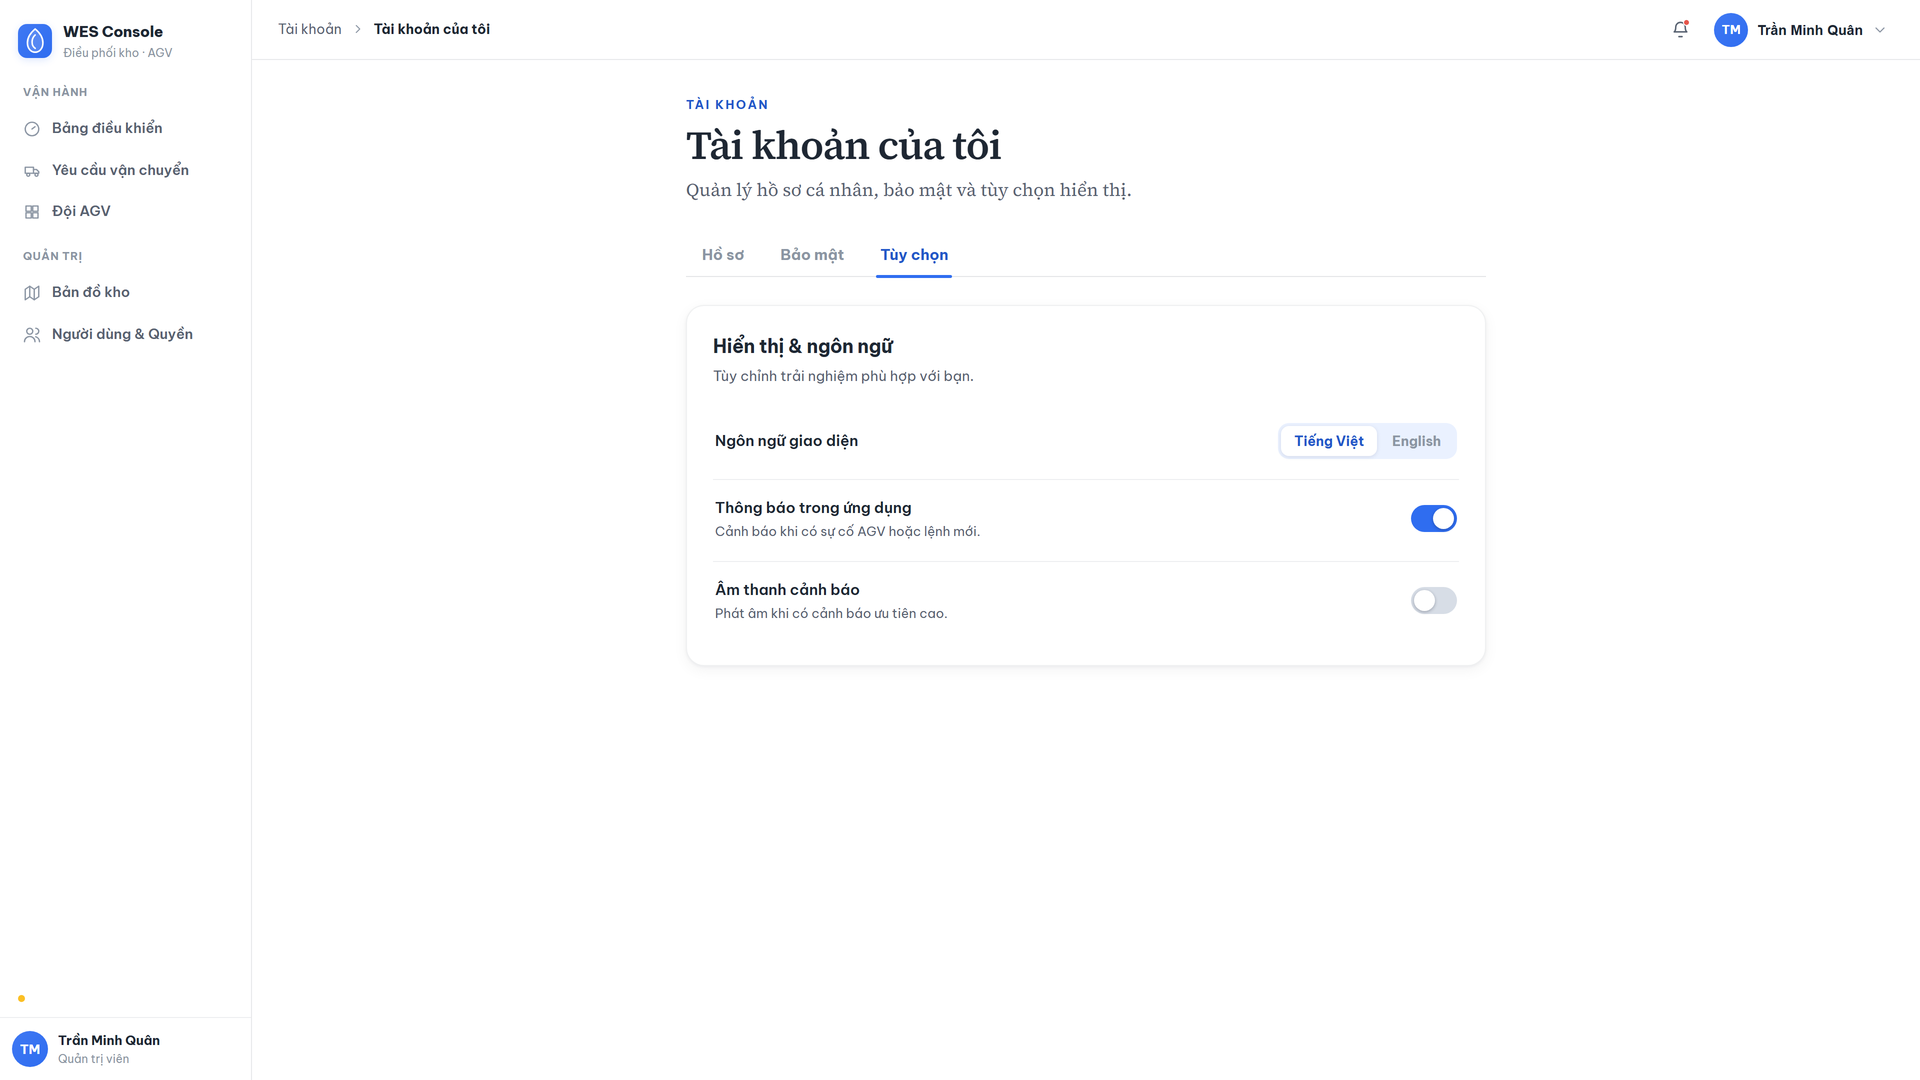 WES Console
Điều phối kho · AGV
VẬN HÀNH
Bảng điều khiển
Yêu cầu vận chuyển
Đội AGV
QUẢN TRỊ
Bản đồ kho
Người dùng & Quyền
TM
Trần Minh Quân
Quản trị viên
Tài khoản
Tài khoản của tôi
TM
Trần Minh Quân
TÀI KHOẢN
Tài khoản của tôi
Quản lý hồ sơ cá nhân, bảo mật và tùy chọn hiển thị.
Hồ sơ
Bảo mật
Tùy chọn
Hiển thị & ngôn ngữ
Tùy chỉnh trải nghiệm phù hợp với bạn.
Ngôn ngữ giao diện
Tiếng Việt
English
Thông báo trong ứng dụng
Cảnh báo khi có sự cố AGV hoặc lệnh mới.
Âm thanh cảnh báo
Phát âm khi có cảnh báo ưu tiên cao.